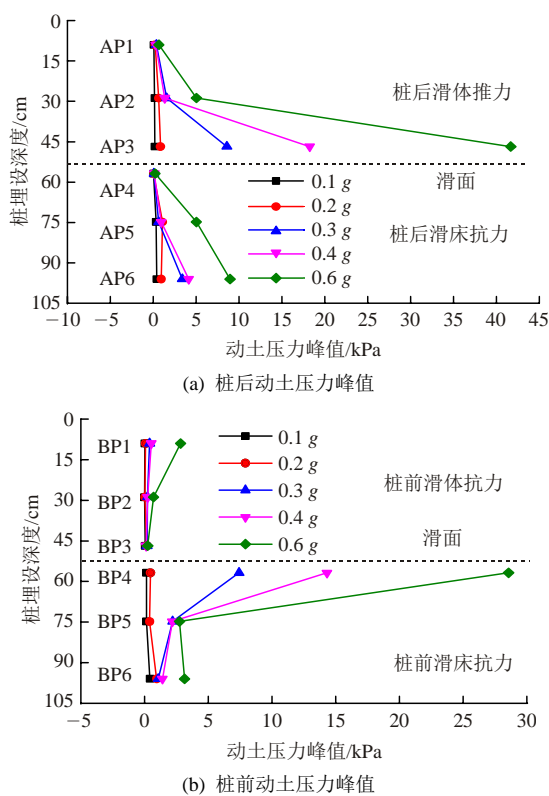 0
15
30
45
60
75
90
105
桩埋设深度/cm
AP1
AP2
AP3
AP4
AP5
AP6
桩后滑体推力
滑面
桩后滑床抗力
0.1 g
0.2 g
0.3 g
0.4 g
0.6 g
−10 −5 0 5 10 15 20 25 30 35 40 45
动土压力峰值/kPa
(a) 桩后动土压力峰值
0
15
30
45
60
75
90
105
桩埋设深度/cm
BP1
BP2
BP3
BP4
BP5
BP6
0.1 g
0.2 g
0.3 g
0.4 g
0.6 g
桩前滑体抗力
滑面
桩前滑床抗力
−5 0 5 10 15 20 25 30
动土压力峰值/kPa
(b) 桩前动土压力峰值